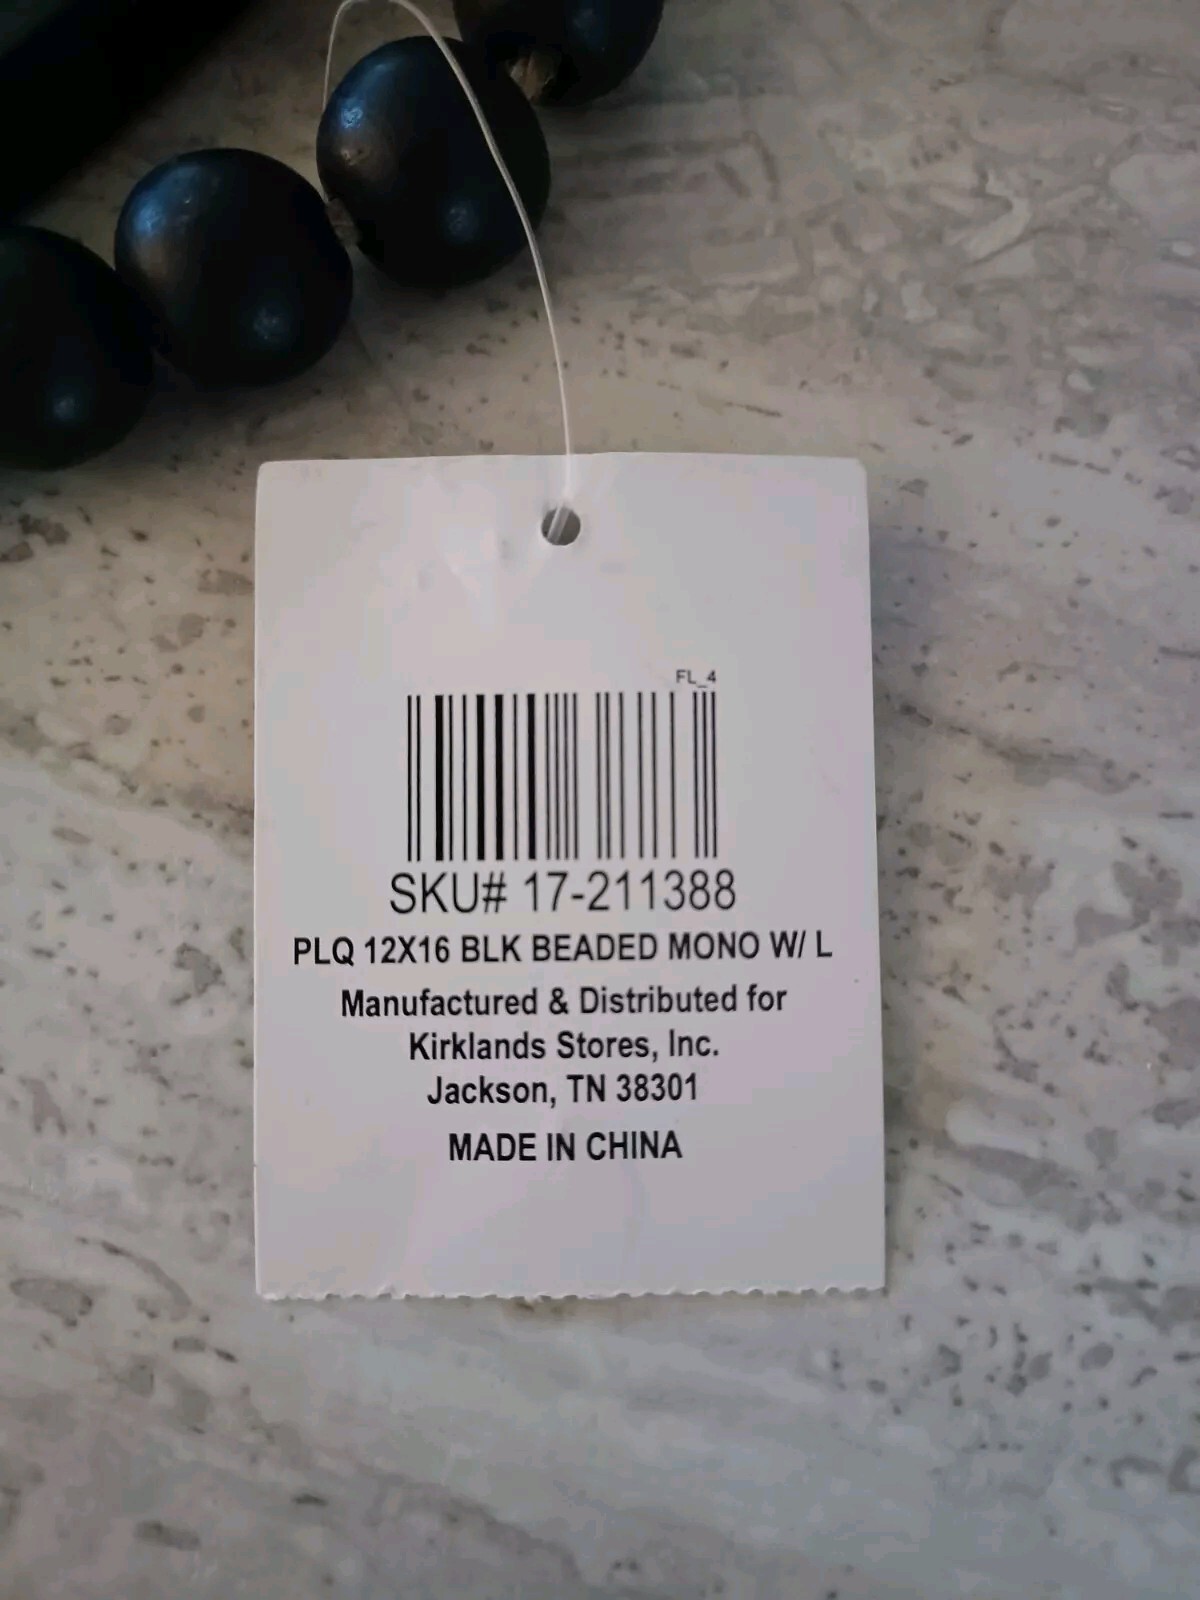 FL_4
SKU# 17-211388
PLQ 12X16 BLK BEADED MONO W/ L
Manufactured & Distributed for
Kirklands Stores, Inc.
Jackson, TN 38301
MADE IN CHINA